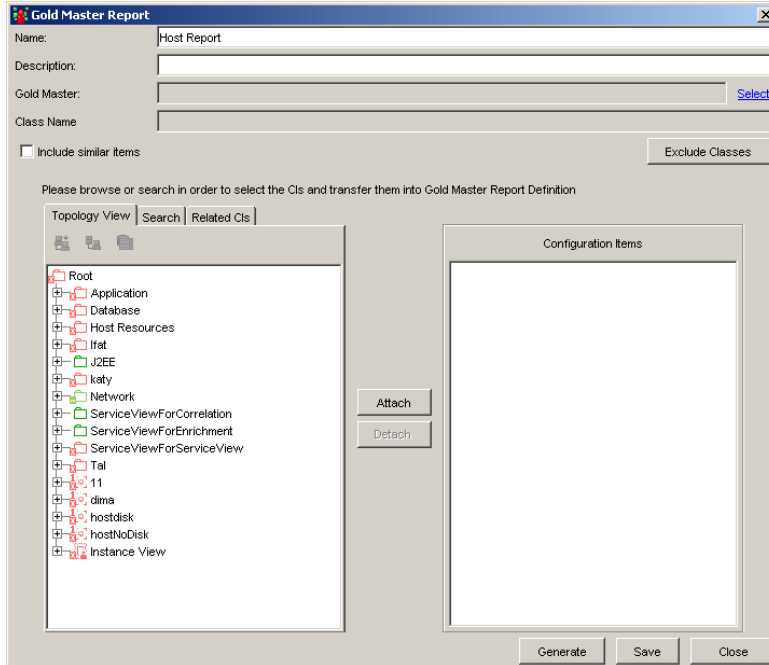 Gold Master Report
Name: Host Report
Description:
Gold Master: Select
Class Name
Include similar items
Exclude Classes
Please browse or search in order to select the CIs and transfer them into Gold Master Report Definition
Topology View Search Related CIs
Configuration Items
Root
Application
Database
Host Resources
Ifat
J2EE
katy
Network
ServiceViewForCorrelation
ServiceViewForEnrichment
ServiceViewForServiceView
Tal
11
dima
hostdisk
hostNoDisk
Instance View
Attach
Detach
Generate Save Close